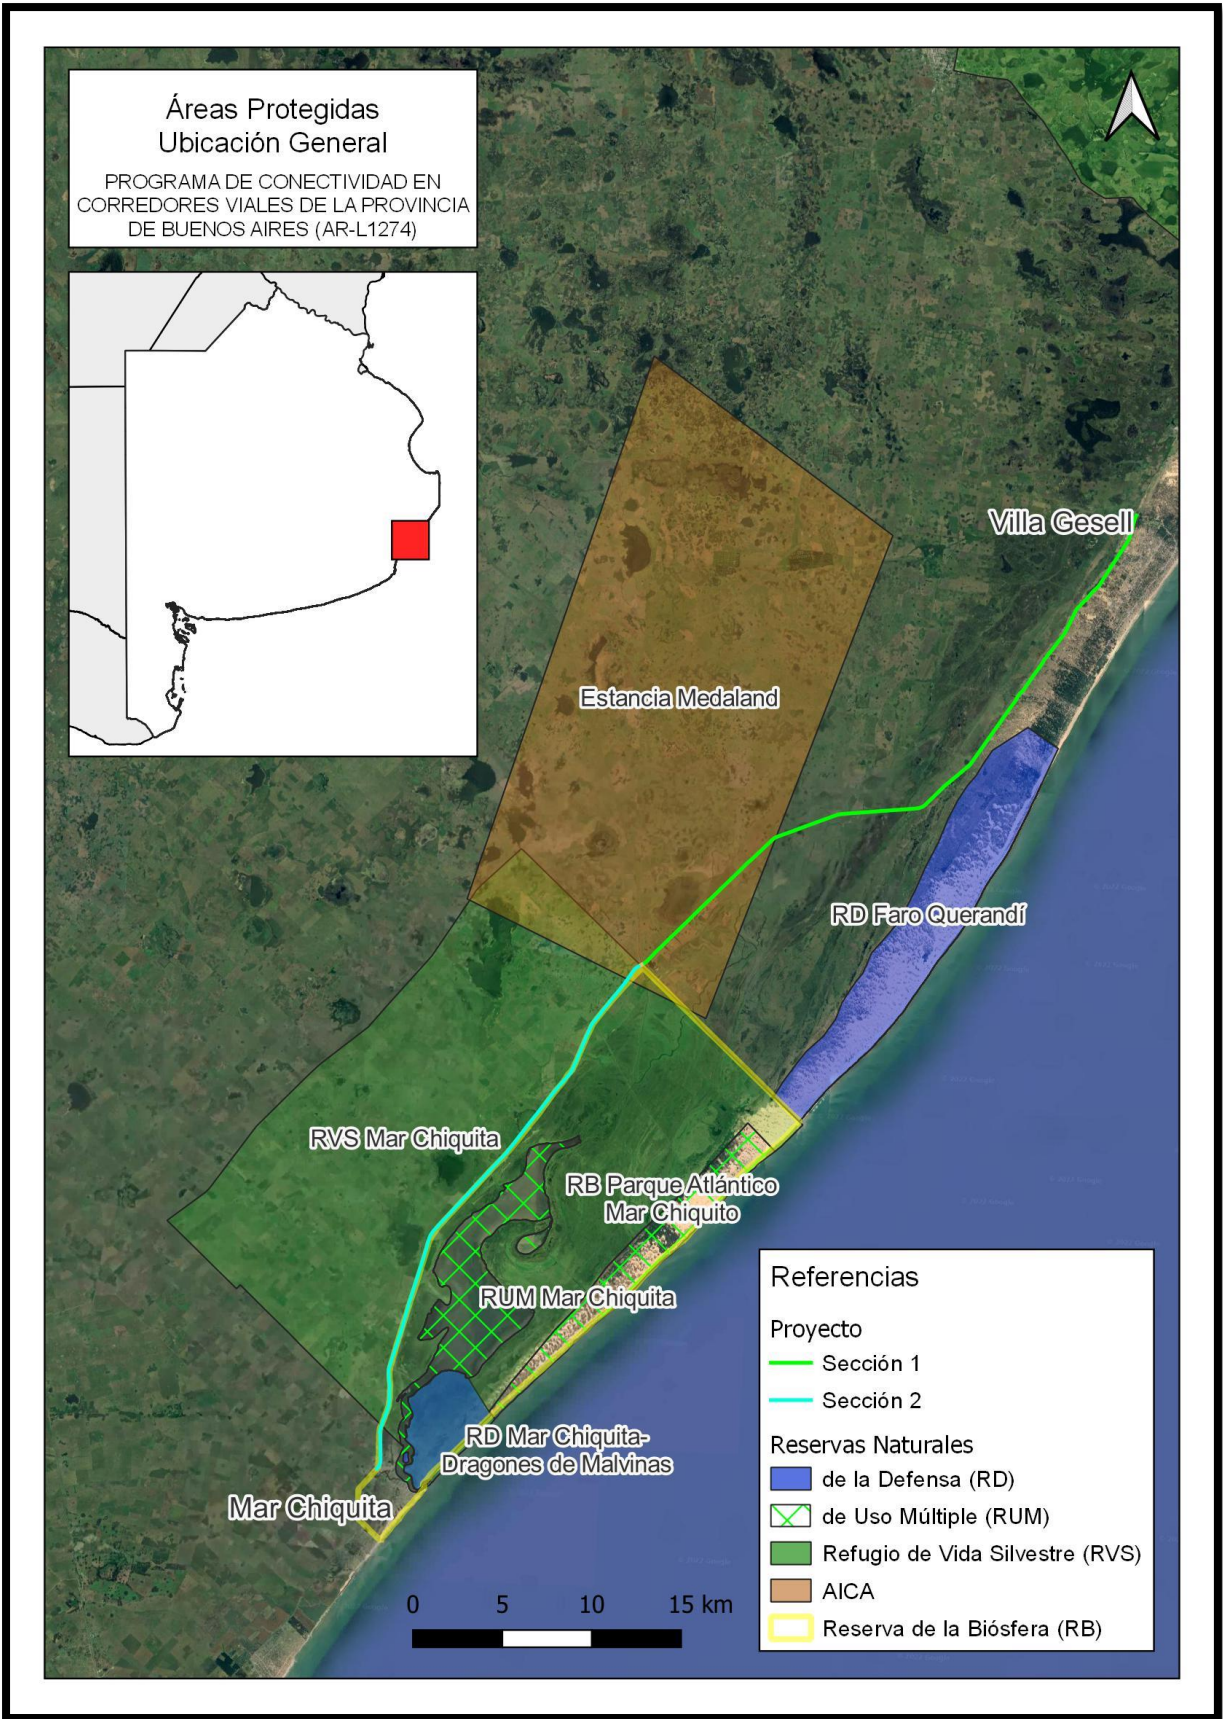 Áreas Protegidas
Ubicación General
PROGRAMA DE CONECTIVIDAD EN
CORREDORES VIALES DE LA PROVINCIA
DE BUENOS AIRES (AR-L1274)
Villa Gesell
Estancia Medaland
RD Faro Querandí
RVS Mar Chiquita
RB Parque Atlántico
Mar Chiquito
RUM Mar Chiquita
RD Mar Chiquita-
Dragones de Malvinas
Mar Chiquita
0 5 10 15 km
Referencias
Proyecto
Sección 1
Sección 2
Reservas Naturales
de la Defensa (RD)
de Uso Múltiple (RUM)
Refugio de Vida Silvestre (RVS)
AICA
Reserva de la Biósfera (RB)